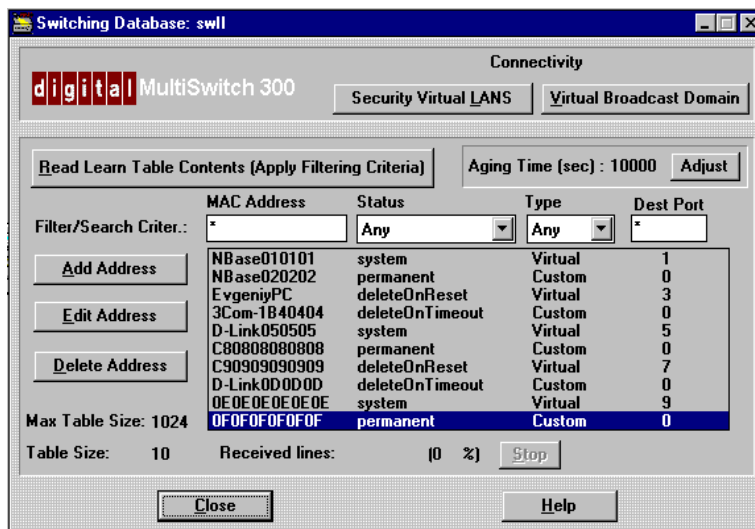 Switching Database: swll
Connectivity
digital MultiSwitch 300
Security Virtual LANS
Virtual Broadcast Domain
Read Learn Table Contents (Apply Filtering Criteria)
Aging Time (sec) : 10000
Adjust
MAC Address Status Type Dest Port
Filter/Search Criter.: * Any Any *
Add Address
Edit Address
Delete Address
NBase010101 system Virtual 1
NBase020202 permanent Custom 0
EvgeniyPC deleteOnReset Virtual 3
3Com-1B40404 deleteOnTimeout Custom 0
D-Link050505 system Virtual 5
C80808080808 permanent Custom 0
C90909090909 deleteOnReset Virtual 7
D-Link0D0D0D deleteOnTimeout Custom 0
0E0E0E0E0E0E system Virtual 9
0F0F0F0F0F0F permanent Custom 0
Max Table Size: 1024
Table Size: 10 Received lines: (0 %) Stop
Close Help